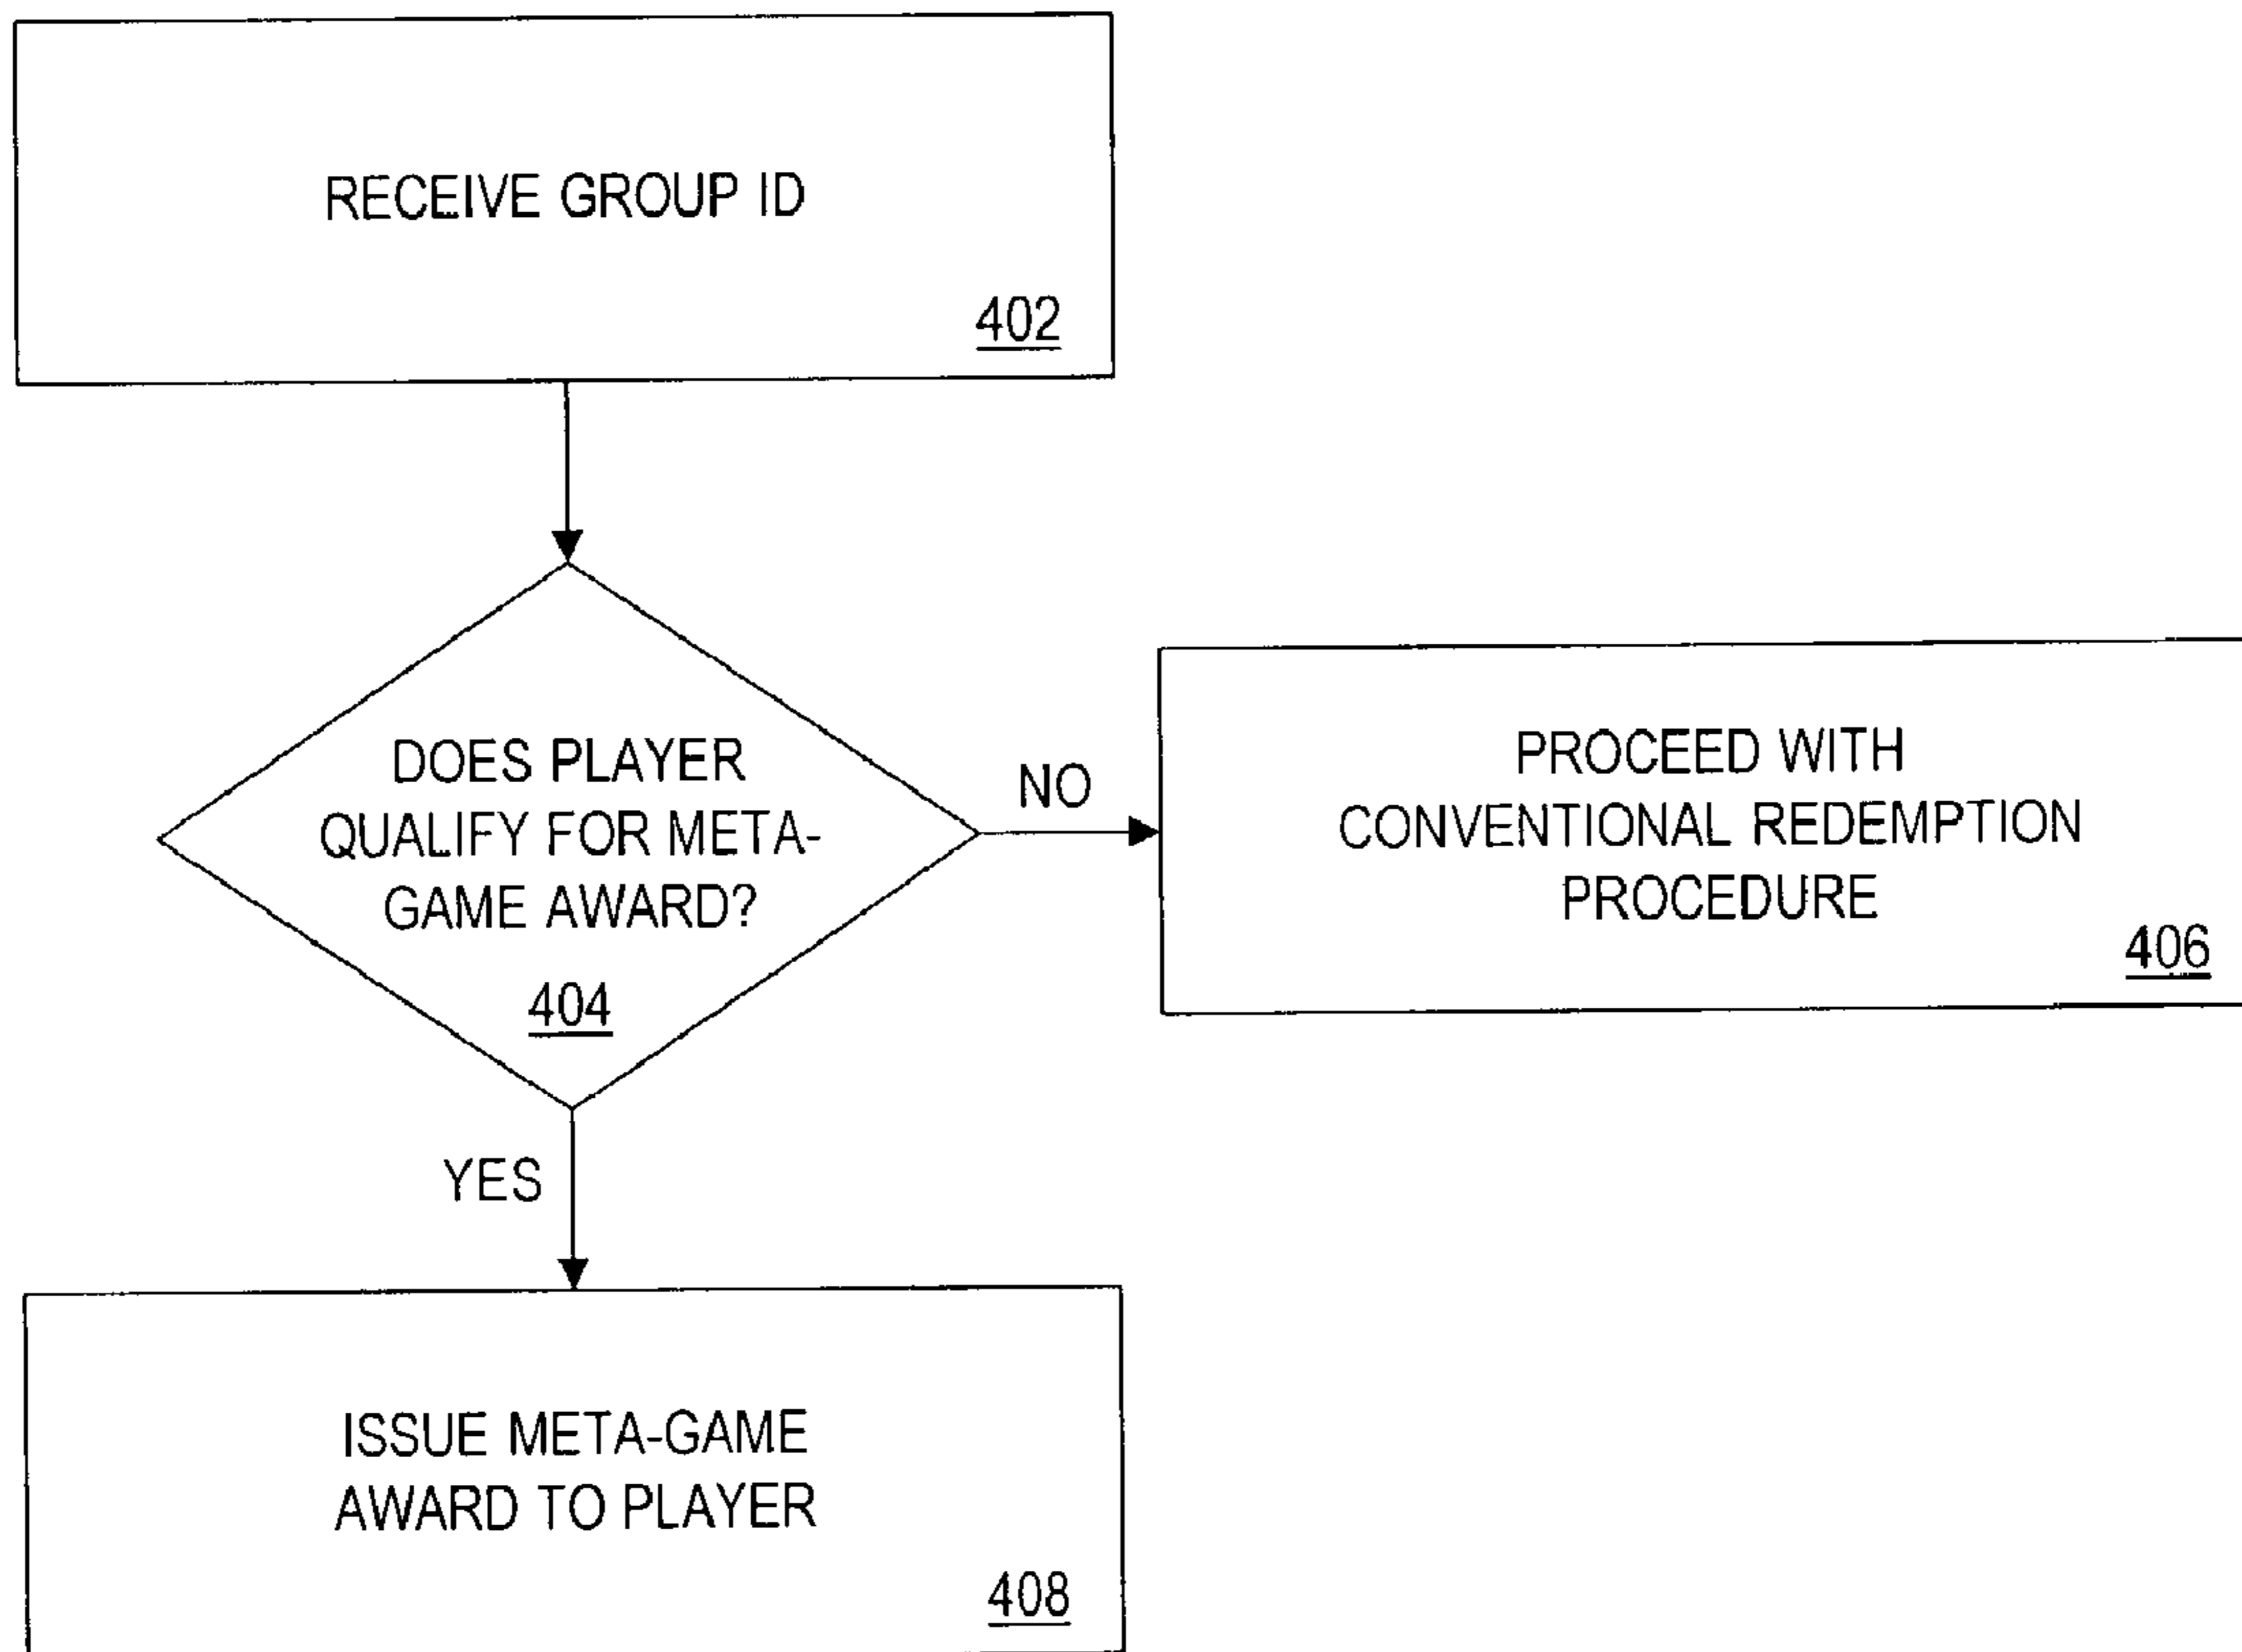 RECEIVE GROUP ID
402
DOES PLAYER
QUALIFY FOR META-
GAME AWARD?
404
NO
PROCEED WITH
CONVENTIONAL REDEMPTION
PROCEDURE
406
YES
ISSUE META-GAME
AWARD TO PLAYER
408